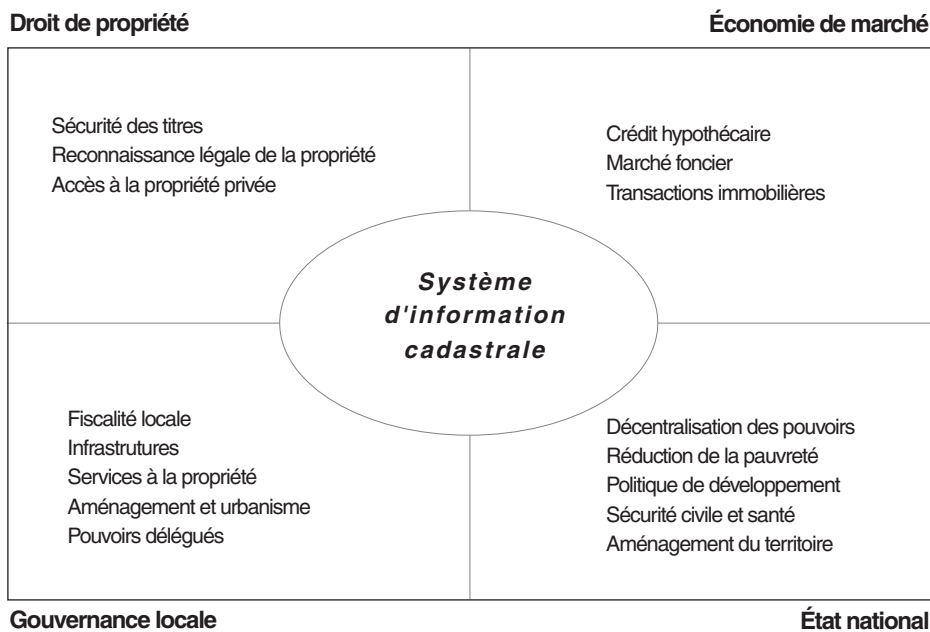 Droit de propriété
Économie de marché
Sécurité des titres
Reconnaissance légale de la propriété
Accès à la propriété privée
Crédit hypothécaire
Marché foncier
Transactions immobilières
Système
d'information
cadastrale
Fiscalité locale
Infrastrutures
Services à la propriété
Aménagement et urbanisme
Pouvoirs délégués
Décentralisation des pouvoirs
Réduction de la pauvreté
Politique de développement
Sécurité civile et santé
Aménagement du territoire
Gouvernance locale
État national